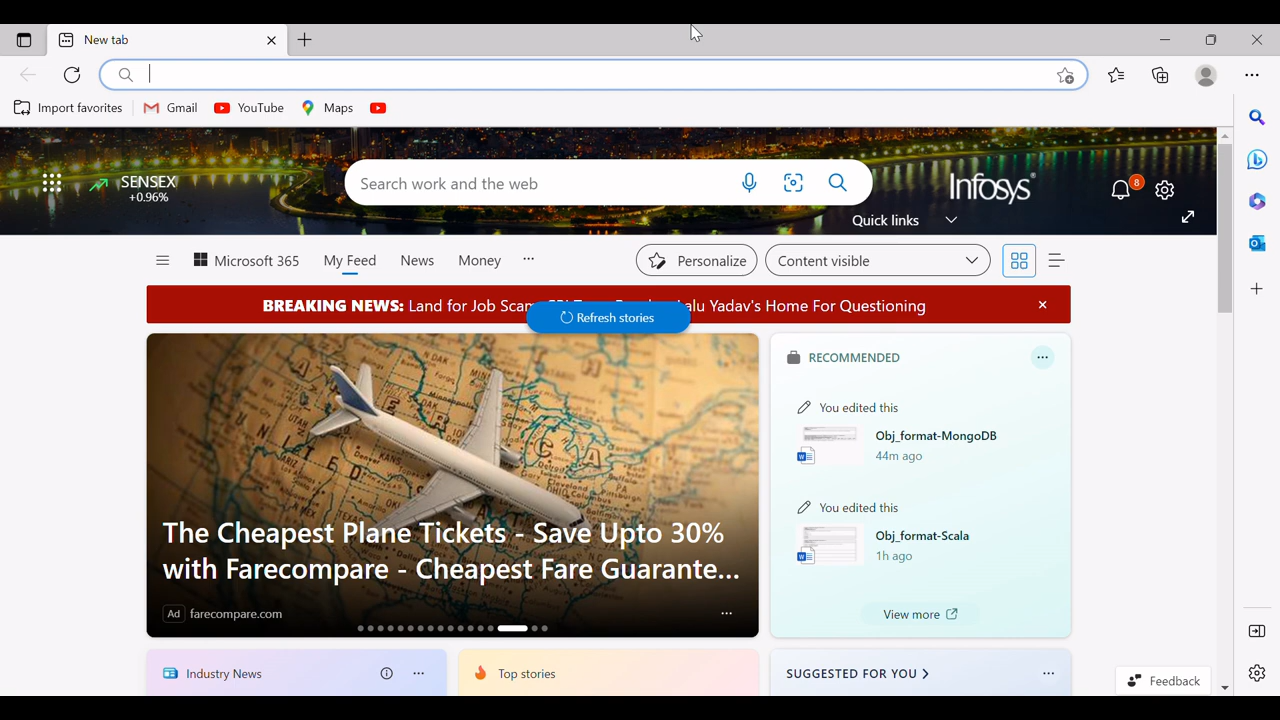 New tab
Import favorites Gmail YouTube Maps
SENSEX
+0.96%
Search work and the web
Infosys
8
Quick links
Microsoft 365 My Feed News Money
Personalize Content visible
BREAKING NEWS: Land for Job Scam Lalu Yadav's Home For Questioning
Refresh stories
The Cheapest Plane Tickets - Save Upto 30%
with Farecompare - Cheapest Fare Guarante...
Ad farecompare.com
RECOMMENDED
You edited this
Obj_format-MongoDB
44m ago
You edited this
Obj_format-Scala
1h ago
View more
Industry News
Top stories
SUGGESTED FOR YOU
Feedback